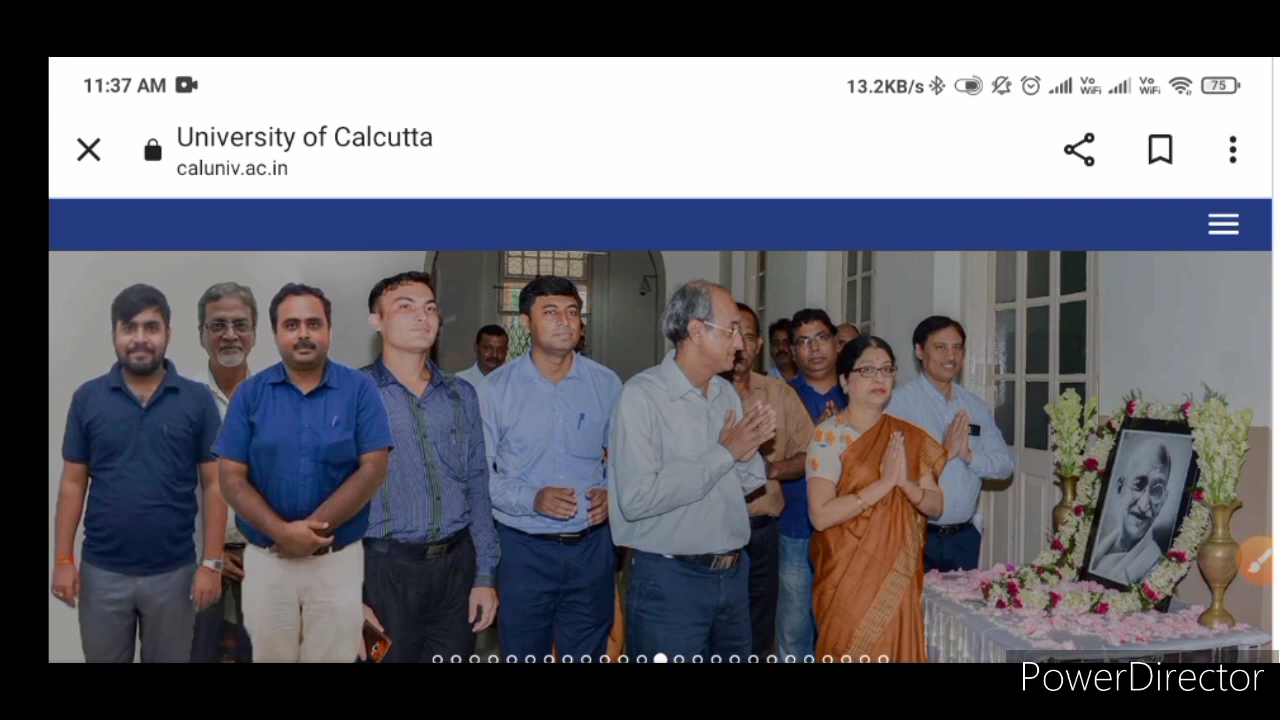 11:37 AM
13.2KB/s
Vo
WiFi
Vo
WiFi
75
University of Calcutta
caluniv.ac.in
PowerDirector